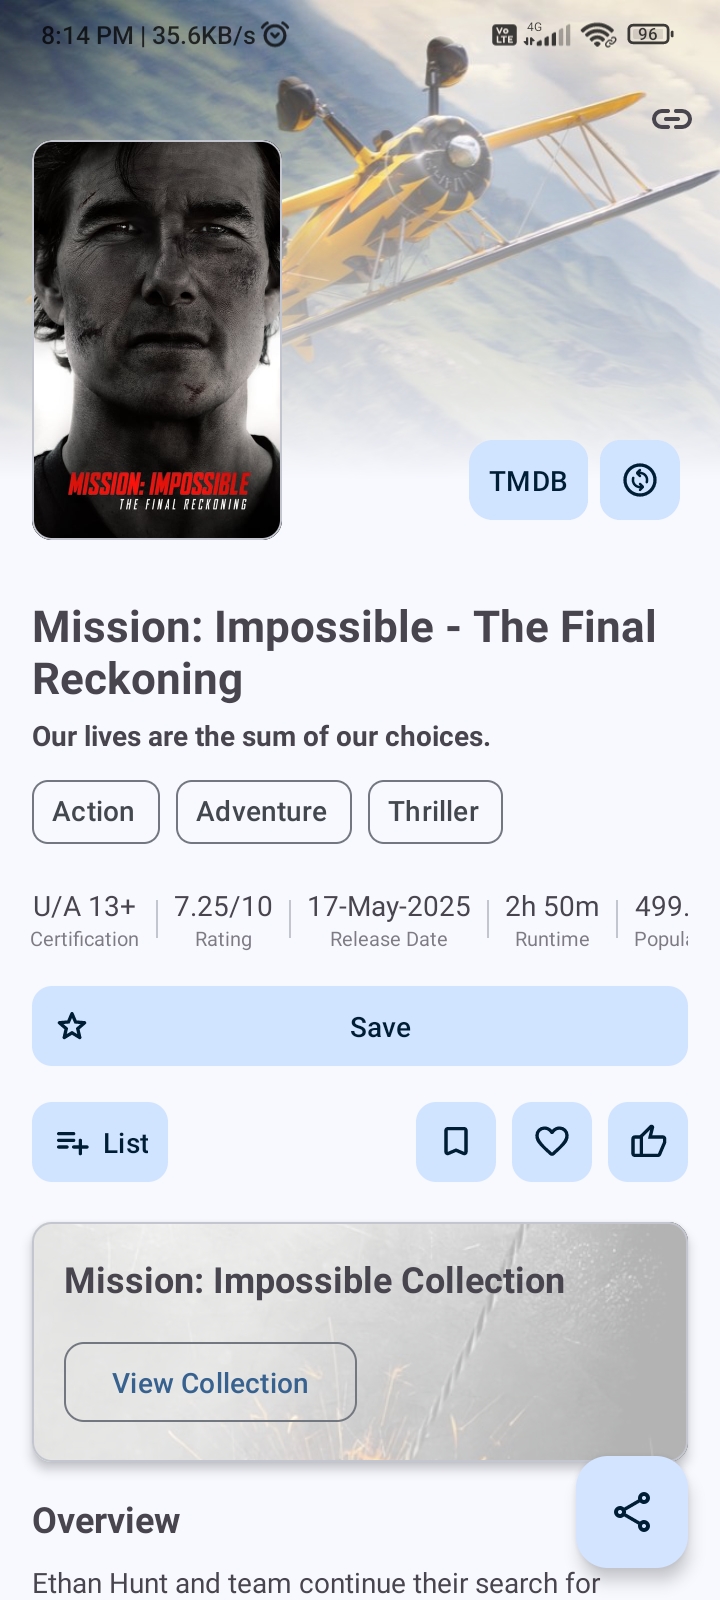 8:14 PM | 35.6KB/s
Vo LTE 4G 96
MISSION: IMPOSSIBLE
THE FINAL RECKONING
TMDB
Mission: Impossible - The Final
Reckoning
Our lives are the sum of our choices.
Action Adventure Thriller
U/A 13+ 7.25/10 17-May-2025 2h 50m 499.
Certification Rating Release Date Runtime Popul
Save
List
Mission: Impossible Collection
View Collection
Overview
Ethan Hunt and team continue their search for